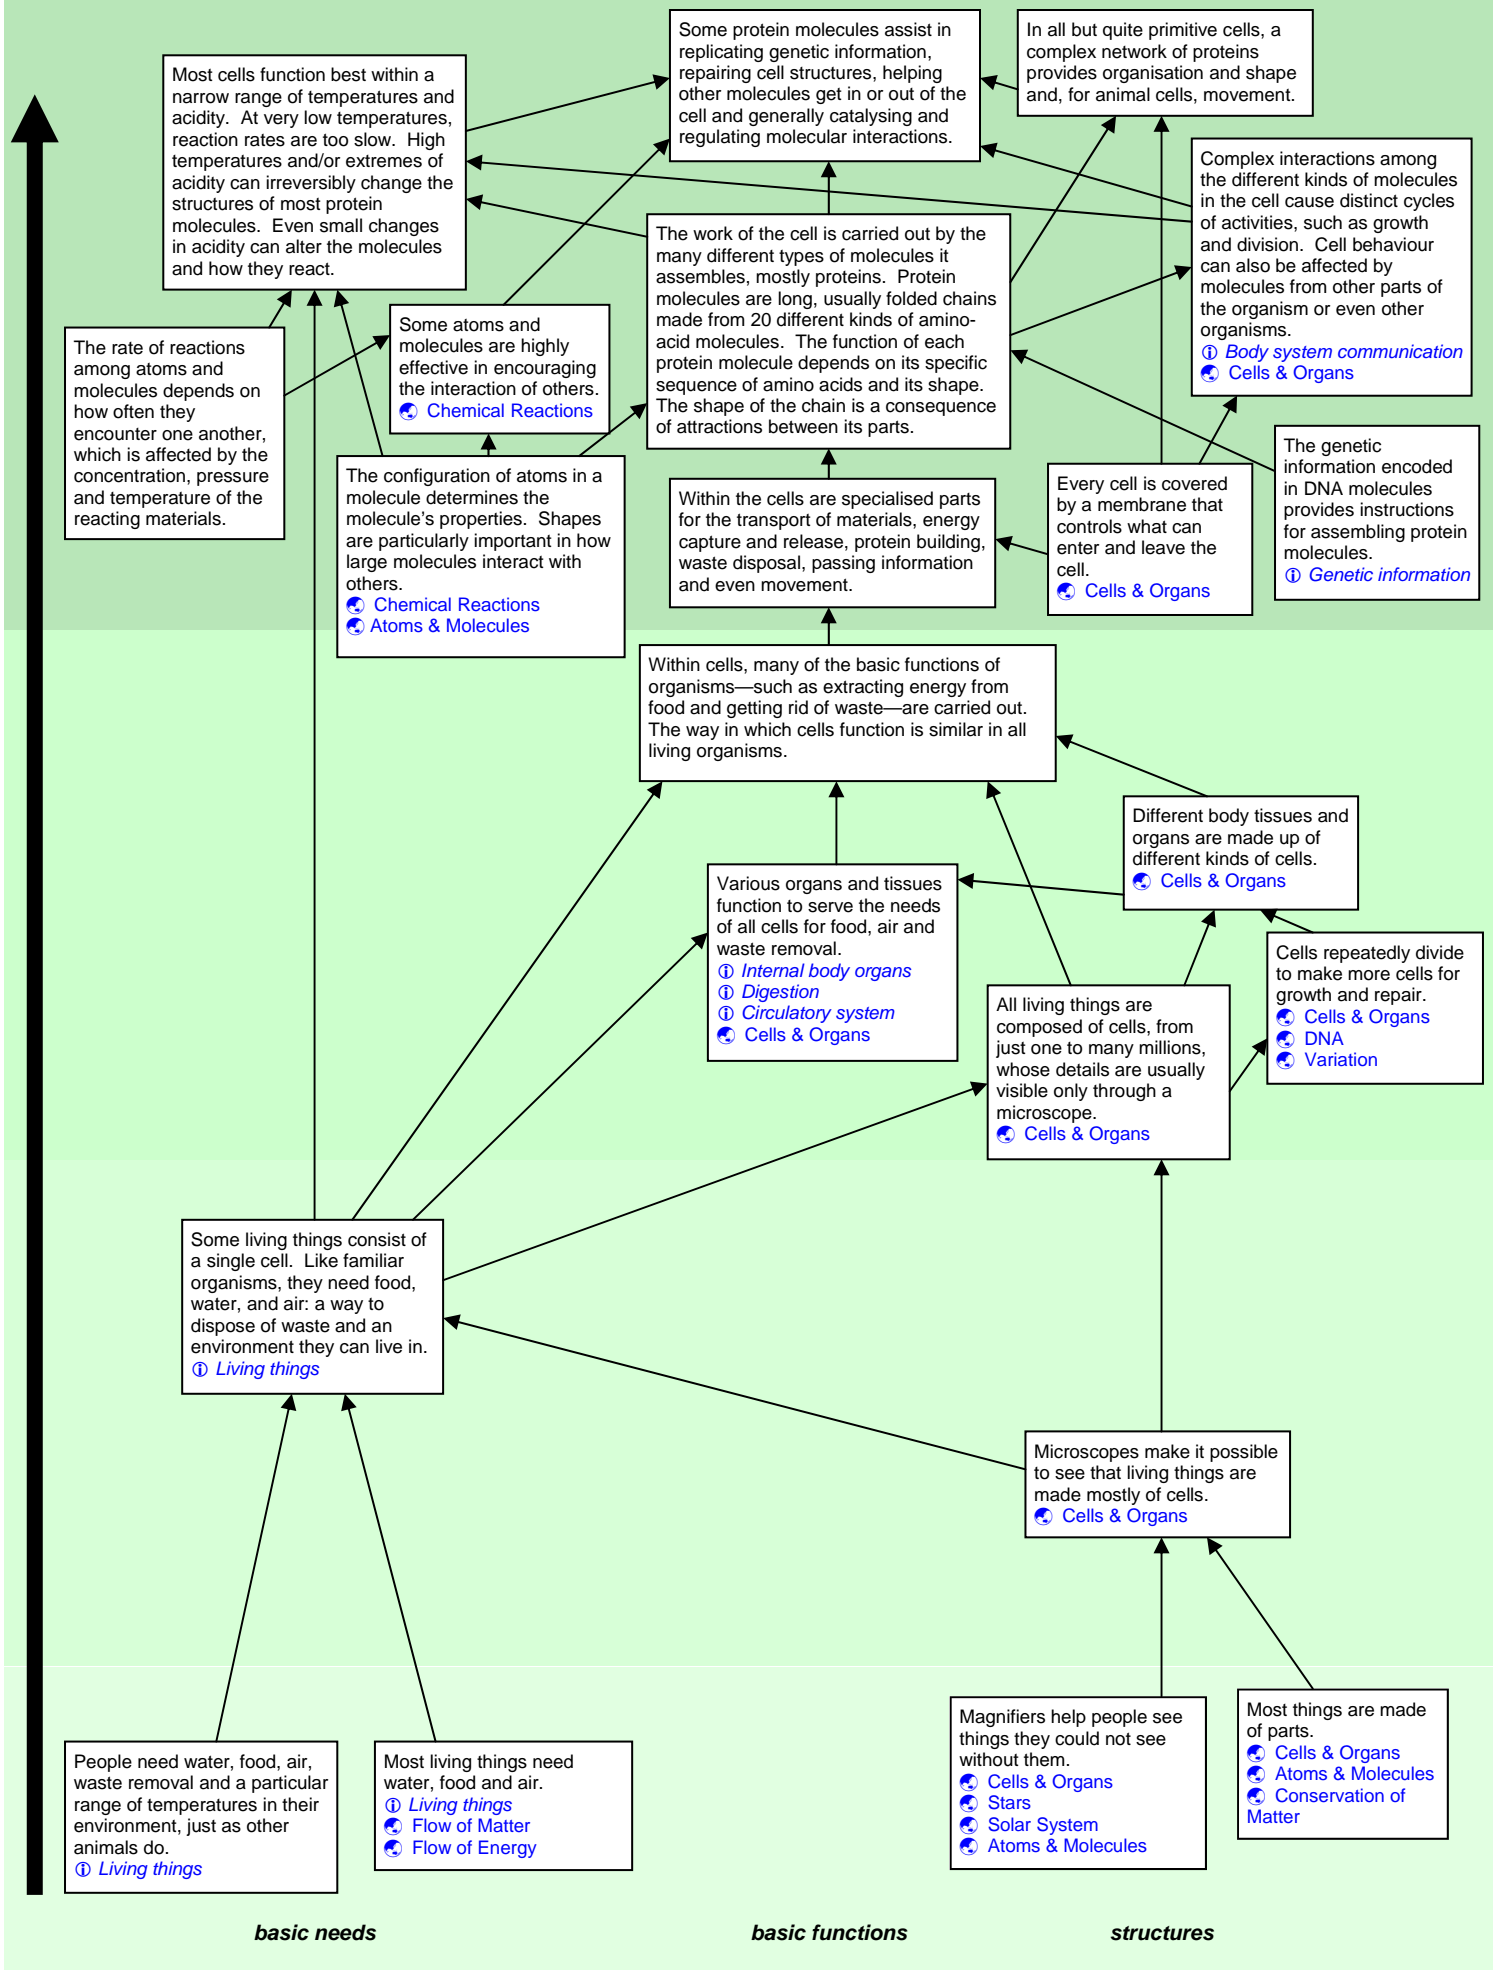 Some protein molecules assist in
replicating genetic information,
repairing cell structures, helping
other molecules get in or out of the
cell and generally catalysing and
regulating molecular interactions.
In all but quite primitive cells, a
complex network of proteins
provides organisation and shape
and, for animal cells, movement.
Most cells function best within a
narrow range of temperatures and
acidity.  At very low temperatures,
reaction rates are too slow.  High
temperatures and/or extremes of
acidity can irreversibly change the
structures of most protein
molecules.  Even small changes
in acidity can alter the molecules
and how they react.
Complex interactions among
the different kinds of molecules
in the cell cause distinct cycles
of activities, such as growth
and division.  Cell behaviour
can also be affected by
molecules from other parts of
the organism or even other
organisms.
Body system communication
Cells & Organs
The work of the cell is carried out by the
many different types of molecules it
assembles, mostly proteins.  Protein
molecules are long, usually folded chains
made from 20 different kinds of amino-
acid molecules.  The function of each
protein molecule depends on its specific
sequence of amino acids and its shape.
The shape of the chain is a consequence
of attractions between its parts.
Some atoms and
molecules are highly
effective in encouraging
the interaction of others.
Chemical Reactions
The rate of reactions
among atoms and
molecules depends on
how often they
encounter one another,
which is affected by the
concentration, pressure
and temperature of the
reacting materials.
The configuration of atoms in a
molecule determines the
molecule's properties.  Shapes
are particularly important in how
large molecules interact with
others.
Chemical Reactions
Atoms & Molecules
Within the cells are specialised parts
for the transport of materials, energy
capture and release, protein building,
waste disposal, passing information
and even movement.
Every cell is covered
by a membrane that
controls what can
enter and leave the
cell.
Cells & Organs
The genetic
information encoded
in DNA molecules
provides instructions
for assembling protein
molecules.
Genetic information
Within cells, many of the basic functions of
organisms—such as extracting energy from
food and getting rid of waste—are carried out.
The way in which cells function is similar in all
living organisms.
Different body tissues and
organs are made up of
different kinds of cells.
Cells & Organs
Various organs and tissues
function to serve the needs
of all cells for food, air and
waste removal.
Internal body organs
Digestion
Circulatory system
Cells & Organs
Cells repeatedly divide
to make more cells for
growth and repair.
Cells & Organs
DNA
Variation
All living things are
composed of cells, from
just one to many millions,
whose details are usually
visible only through a
microscope.
Cells & Organs
Some living things consist of
a single cell.  Like familiar
organisms, they need food,
water, and air: a way to
dispose of waste and an
environment they can live in.
Living things
Microscopes make it possible
to see that living things are
made mostly of cells.
Cells & Organs
People need water, food, air,
waste removal and a particular
range of temperatures in their
environment, just as other
animals do.
Living things
Most living things need
water, food and air.
Living things
Flow of Matter
Flow of Energy
Magnifiers help people see
things they could not see
without them.
Cells & Organs
Stars
Solar System
Atoms & Molecules
Most things are made
of parts.
Cells & Organs
Atoms & Molecules
Conservation of
Matter
basic needs
basic functions
structures